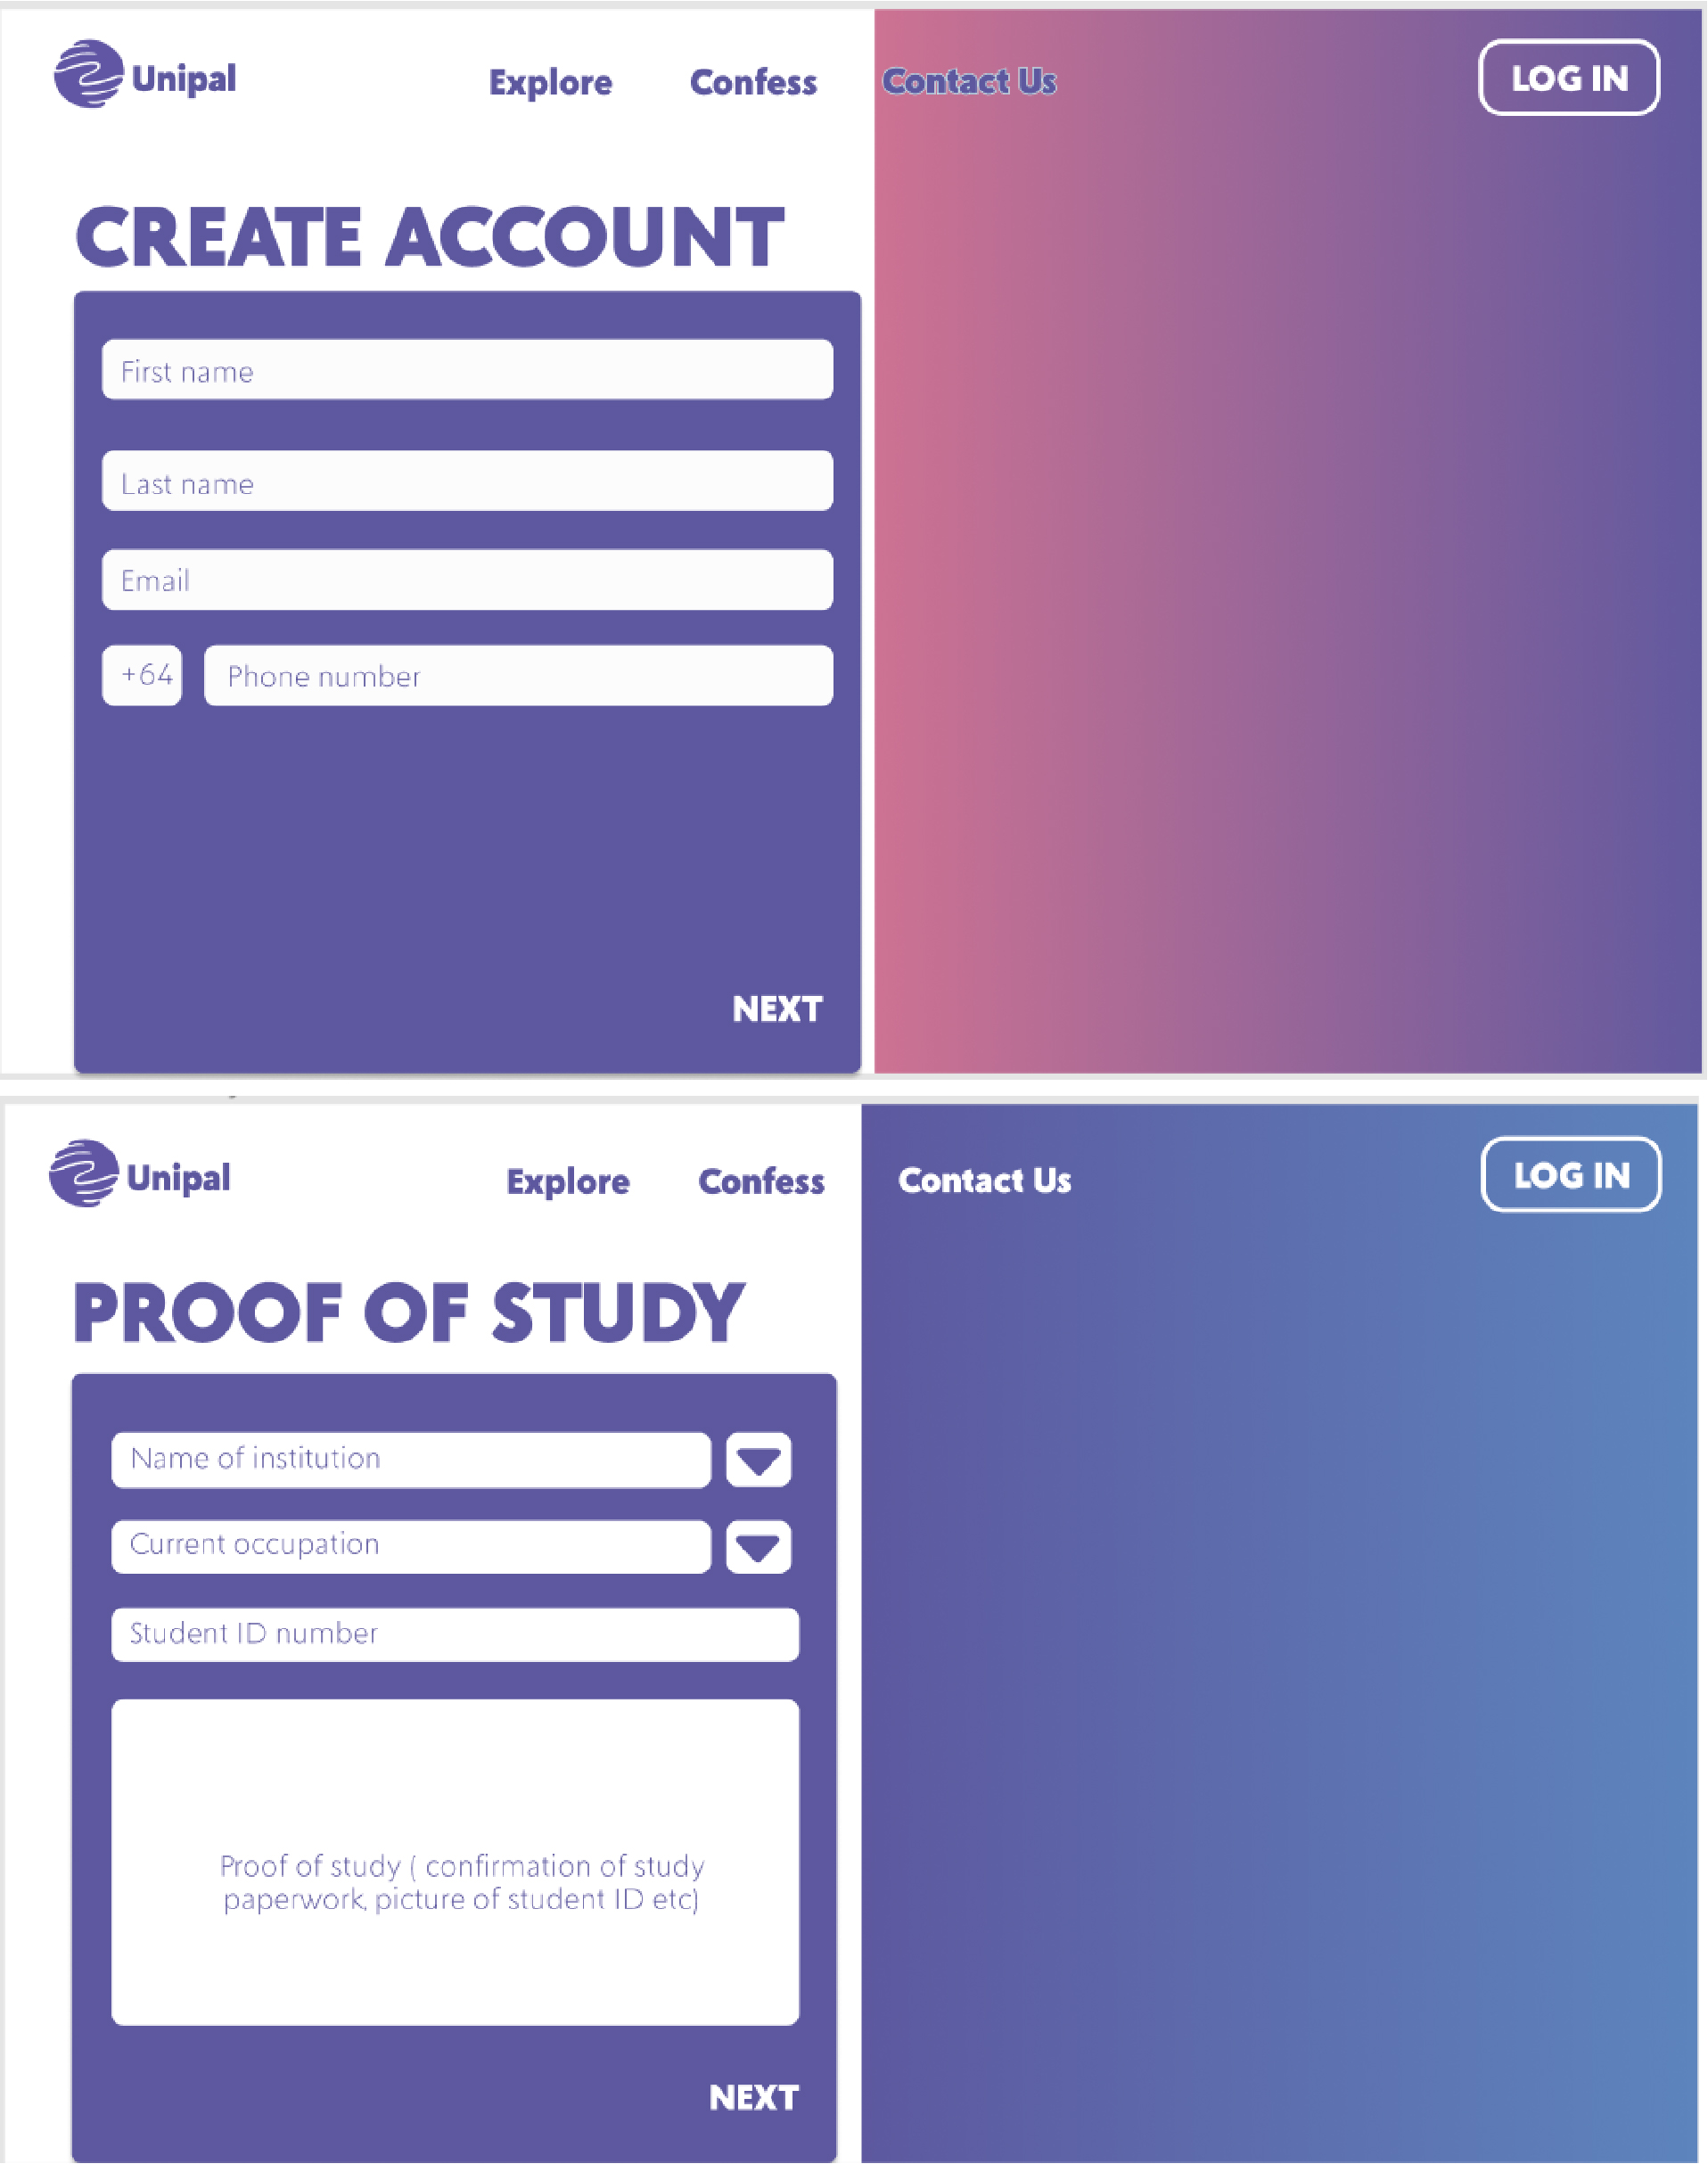 Unipal
Explore
Confess
Contact Us
LOG IN
CREATE ACCOUNT
First name
Last name
Email
+64
Phone number
NEXT
Unipal
Explore
Confess
Contact Us
LOG IN
PROOF OF STUDY
Name of institution
Current occupation
Student ID number
Proof of study ( confirmation of study
paperwork, picture of student ID etc)
NEXT